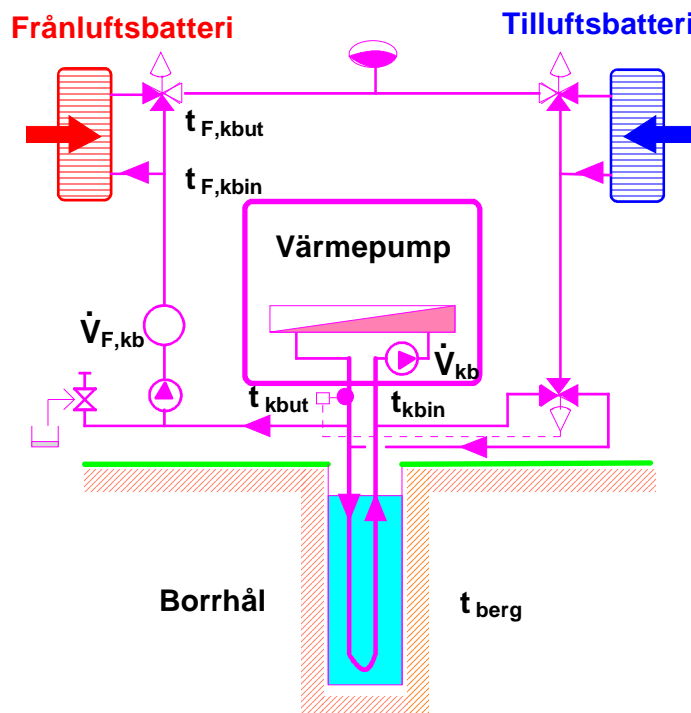 Frånluftsbatteri
Tilluftsbatteri
t F,kbut
t F,kbin
Värmepump
V̇F,kb
V̇kb
t kbut
tkbin
Borrhål
t berg